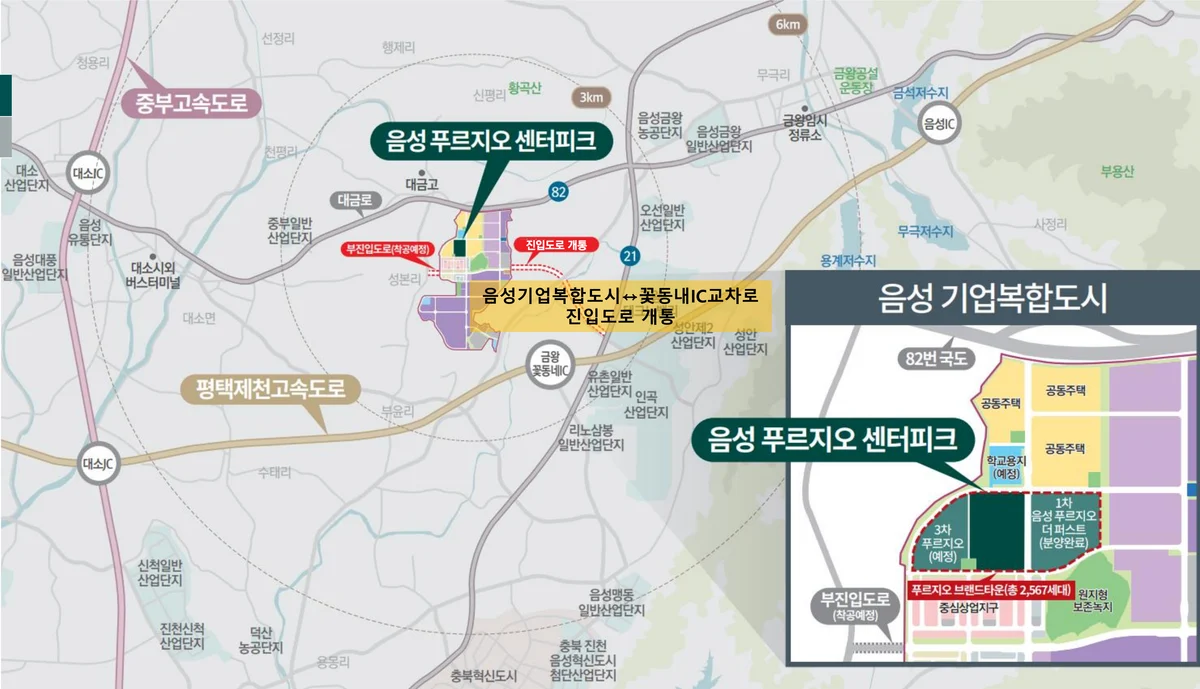 선정리
행제리
6km
청용리
중부고속도로
신평리
황곡산
3km
무극리
금왕공설
운동장
금석저수지
음성IC
음성금왕
농공단지
음성금왕
일반산업단지
금왕임시
정류소
음성 푸르지오 센터피크
천평리
대소IC
대소
산업단지
대금고
대금로
82
부용산
음성
유통단지
중부일반
산업단지
오선일반
산업단지
사정리
무극저수지
부진입도로(착공예정)
진입도로 개통
21
용계저수지
음성대풍
일반산업단지
대소시외
버스터미널
성본리
음성기업복합도시↔꽃동내IC교차로
진입도로 개통
대소면
성안제2
산업단지
성안
산업단지
금왕
꽃동네IC
유촌일반
산업단지
인곡
산업단지
평택제천고속도로
부윤리
리노삼봉
일반산업단지
대소JC
수태리
신척일반
산업단지
진천신척
산업단지
덕산
농공단지
용몽리
음성맹동
일반산업단지
충북 진천
음성혁신도시
첨단산업단지
충북혁신도시
음성 기업복합도시
82번 국도
공동주택
공동주택
공동주택
음성 푸르지오 센터피크
학교용지
(예정)
3차
푸르지오
(예정)
1차
음성 푸르지오
더 퍼스트
(분양완료)
푸르지오 브랜드타운(총 2,567세대)
중심상업지구
원지형
보존녹지
부진입도로
(착공예정)